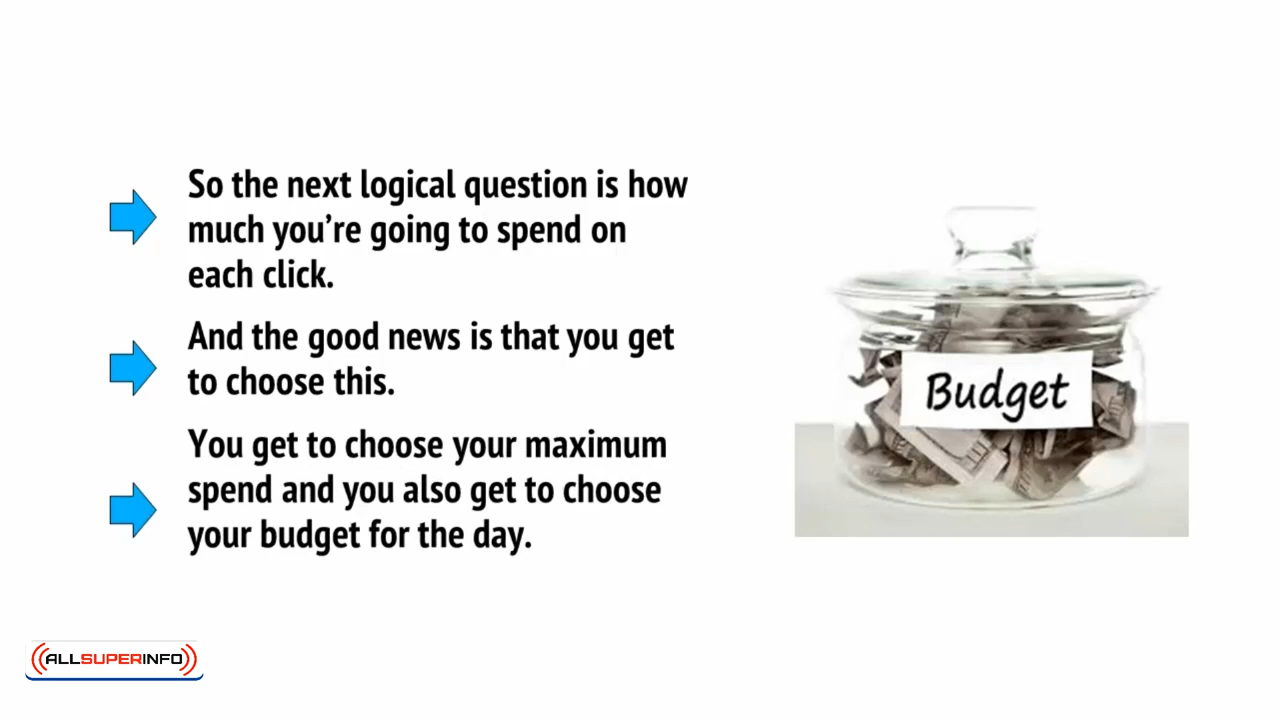 So the next logical question is how
much you’re going to spend on
each click.
And the good news is that you get
to choose this.
You get to choose your maximum
spend and you also get to choose
your budget for the day.
Budget
ALLSUPERINFO